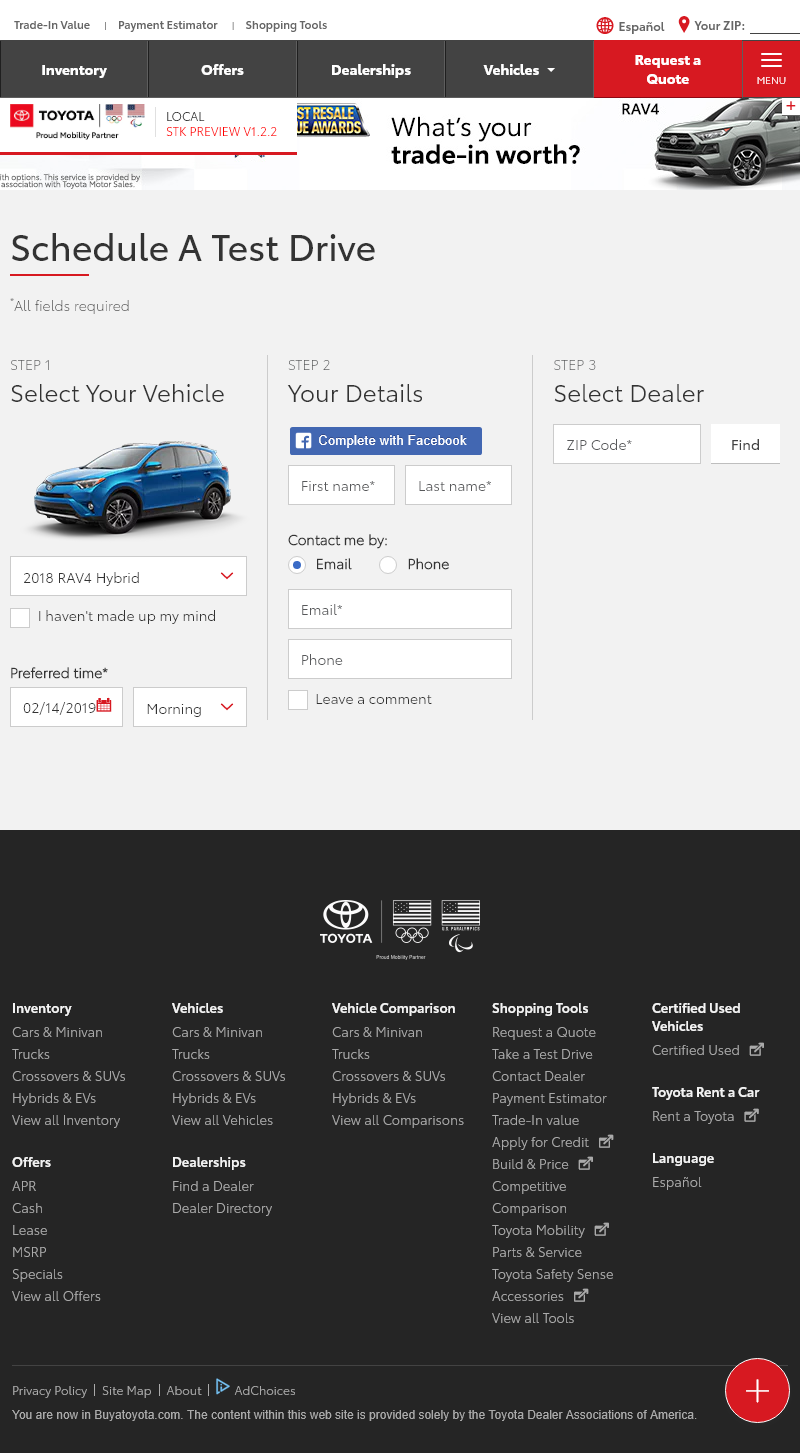 Trade-In Value | Payment Estimator | Shopping Tools
Español
Your ZIP:
Inventory
Offers
Dealerships
Vehicles
Request a
Quote
MENU
TOYOTA
Proud Mobility Partner
LOCAL
STK PREVIEW V1.2.2
ST RESALE
UE AWARDS
What's your
trade-in worth?
RAV4
+
ith options. This service is provided by
association with Toyota Motor Sales.
Schedule A Test Drive
*All fields required
STEP 1
Select Your Vehicle
2018 RAV4 Hybrid
I haven't made up my mind
Preferred time*
02/14/2019
Morning
STEP 2
Your Details
Complete with Facebook
First name*
Last name*
Contact me by:
Email
Phone
Email*
Phone
Leave a comment
STEP 3
Select Dealer
ZIP Code*
Find
TOYOTA
U.S. PARALYMPICS
Proud Mobility Partner
Inventory
Cars & Minivan
Trucks
Crossovers & SUVs
Hybrids & EVs
View all Inventory
Offers
APR
Cash
Lease
MSRP
Specials
View all Offers
Vehicles
Cars & Minivan
Trucks
Crossovers & SUVs
Hybrids & EVs
View all Vehicles
Dealerships
Find a Dealer
Dealer Directory
Vehicle Comparison
Cars & Minivan
Trucks
Crossovers & SUVs
Hybrids & EVs
View all Comparisons
Shopping Tools
Request a Quote
Take a Test Drive
Contact Dealer
Payment Estimator
Trade-In value
Apply for Credit
Build & Price
Competitive
Comparison
Toyota Mobility
Parts & Service
Toyota Safety Sense
Accessories
View all Tools
Certified Used
Vehicles
Certified Used
Toyota Rent a Car
Rent a Toyota
Language
Español
Privacy Policy | Site Map | About | AdChoices
You are now in Buyatoyota.com. The content within this web site is provided solely by the Toyota Dealer Associations of America.